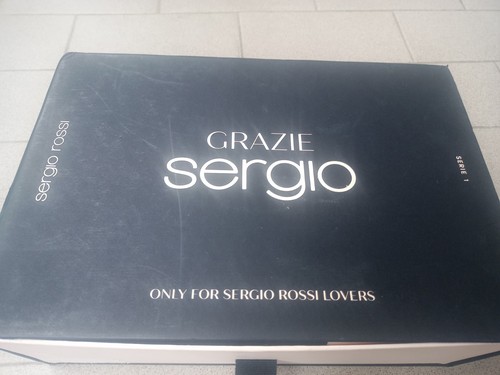 sergio rossi
GRAZIE
sergio
SERIE 1
ONLY FOR SERGIO ROSSI LOVERS